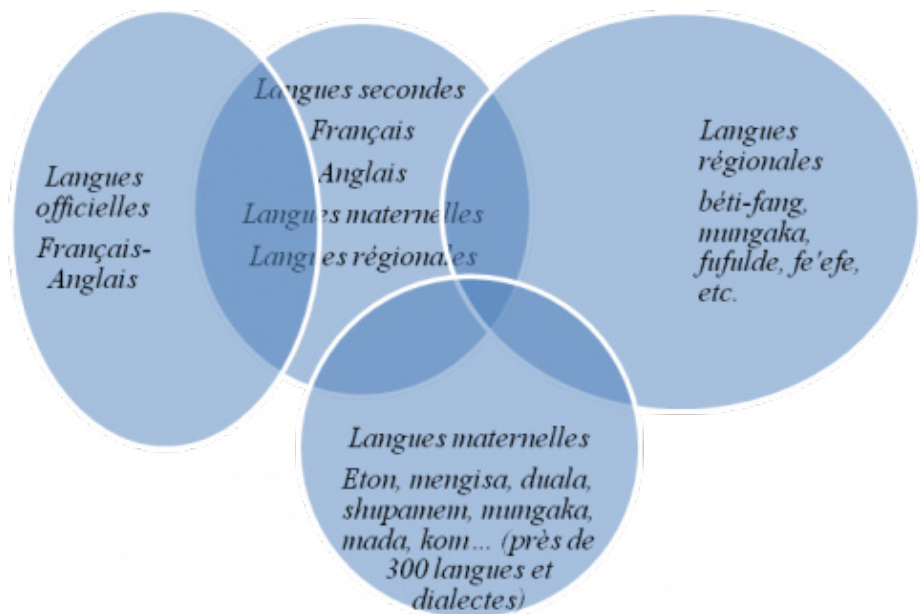 Langues
officielles
Français-
Anglais
Langues secondes
Français
Anglais
Langues maternelles
Langues régionales
Langues
régionales
béti-fang,
mungaka,
fufulde, fe'efe,
etc.
Langues maternelles
Eton, mengisa, duala,
shupamem, mungaka,
mada, kom... (près de
300 langues et
dialectes)